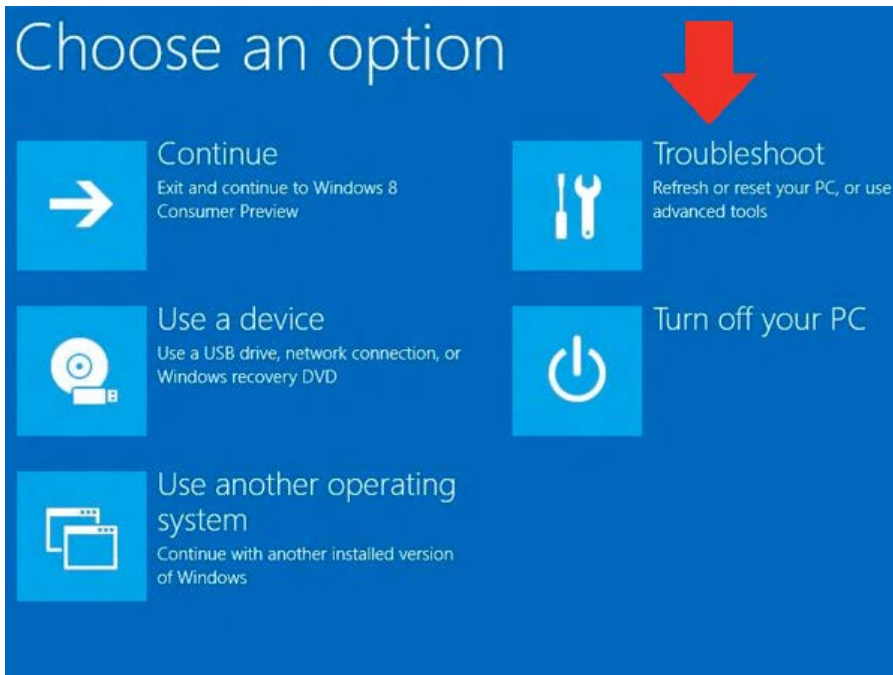 Choose an option
Continue
Exit and continue to Windows 8
Consumer Preview
Use a device
Use a USB drive, network connection, or
Windows recovery DVD
Use another operating
system
Continue with another installed version
of Windows
Troubleshoot
Refresh or reset your PC, or use
advanced tools
Turn off your PC